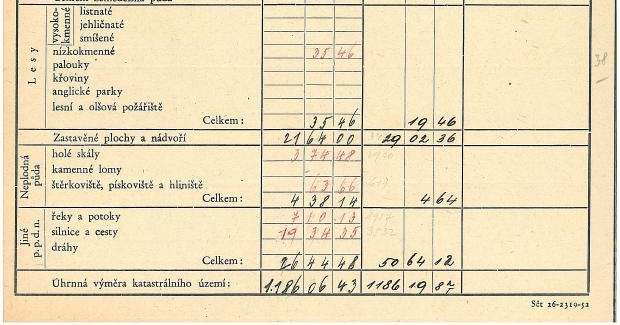 Lesy
vysoko-
kmenné
listnaté
jehličnaté
smíšené
nízkokmenné 35 46
palouky
křoviny
anglické parky
lesní a olšová požářiště
Celkem: 35 46 19 46
38
Zastavěné plochy a nádvoří 21 64 00 29 02 36
Neplodná
půda
holé skály 3 74 48
kamenné lomy
štěrkoviště, pískoviště a hliniště 63 66
Celkem: 4 38 14 4 64
Jiné
p. p. d. n.
řeky a potoky 7 10 13
silnice a cesty 19 34 35
dráhy
Celkem: 26 44 48 50 64 12
Úhrnná výměra katastrálního území: 1.186 06 43 1186 19 87
Sčt 26-2319-52